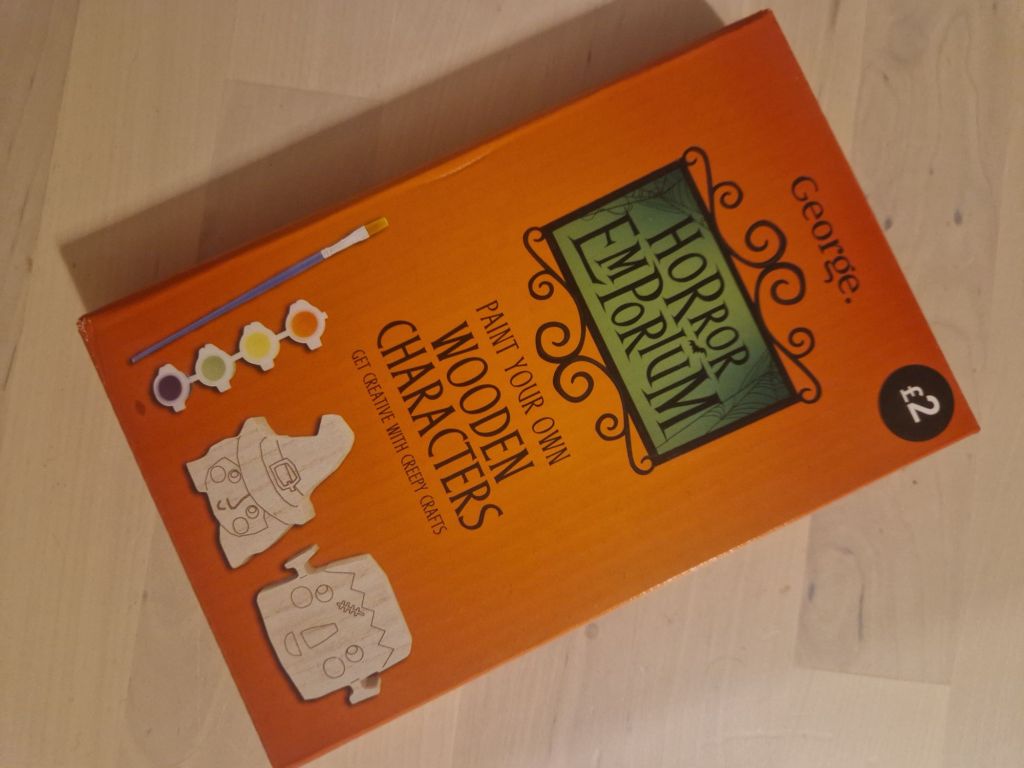 George.
£2
HORROR
EMPORIUM
PAINT YOUR OWN
WOODEN
CHARACTERS
GET CREATIVE WITH CREEPY CRAFTS